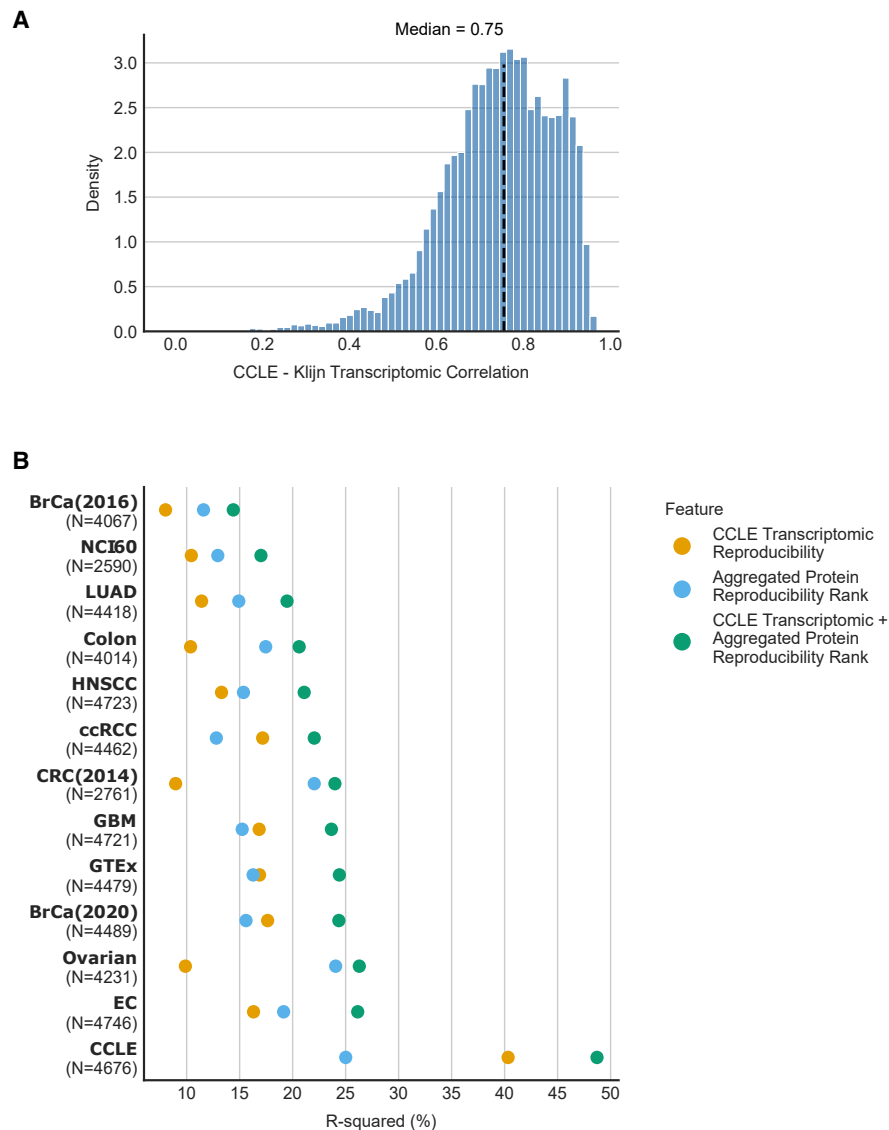 A
Median = 0.75
3.0
2.5
2.0
1.5
1.0
0.5
0.0
Density
0.0 0.2 0.4 0.6 0.8 1.0
CCLE - Klijn Transcriptomic Correlation
B
BrCa(2016)
(N=4067)
NCI60
(N=2590)
LUAD
(N=4418)
Colon
(N=4014)
HNSCC
(N=4723)
ccRCC
(N=4462)
CRC(2014)
(N=2761)
GBM
(N=4721)
GTEx
(N=4479)
BrCa(2020)
(N=4489)
Ovarian
(N=4231)
EC
(N=4746)
CCLE
(N=4676)
10 15 20 25 30 35 40 45 50
R-squared (%)
Feature
CCLE Transcriptomic
Reproducibility
Aggregated Protein
Reproducibility Rank
CCLE Transcriptomic +
Aggregated Protein
Reproducibility Rank